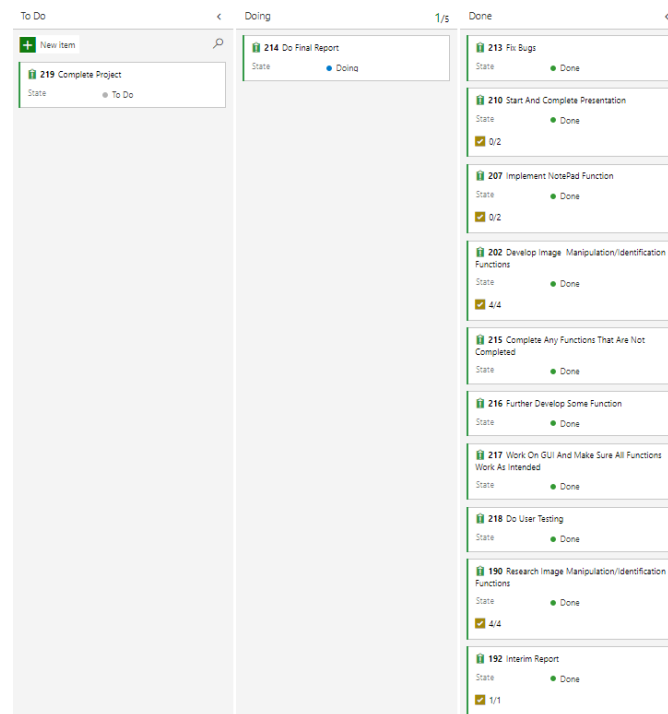 To Do
New item
219 Complete Project
State To Do
Doing 1/5
214 Do Final Report
State Doing
Done
213 Fix Bugs
State Done
210 Start And Complete Presentation
State Done
0/2
207 Implement NotePad Function
State Done
0/2
202 Develop Image Manipulation/Identification
Functions
State Done
4/4
215 Complete Any Functions That Are Not
Completed
State Done
216 Further Develop Some Function
State Done
217 Work On GUI And Make Sure All Functions
Work As Intended
State Done
218 Do User Testing
State Done
190 Research Image Manipulation/Identification
Functions
State Done
4/4
192 Interim Report
State Done
1/1